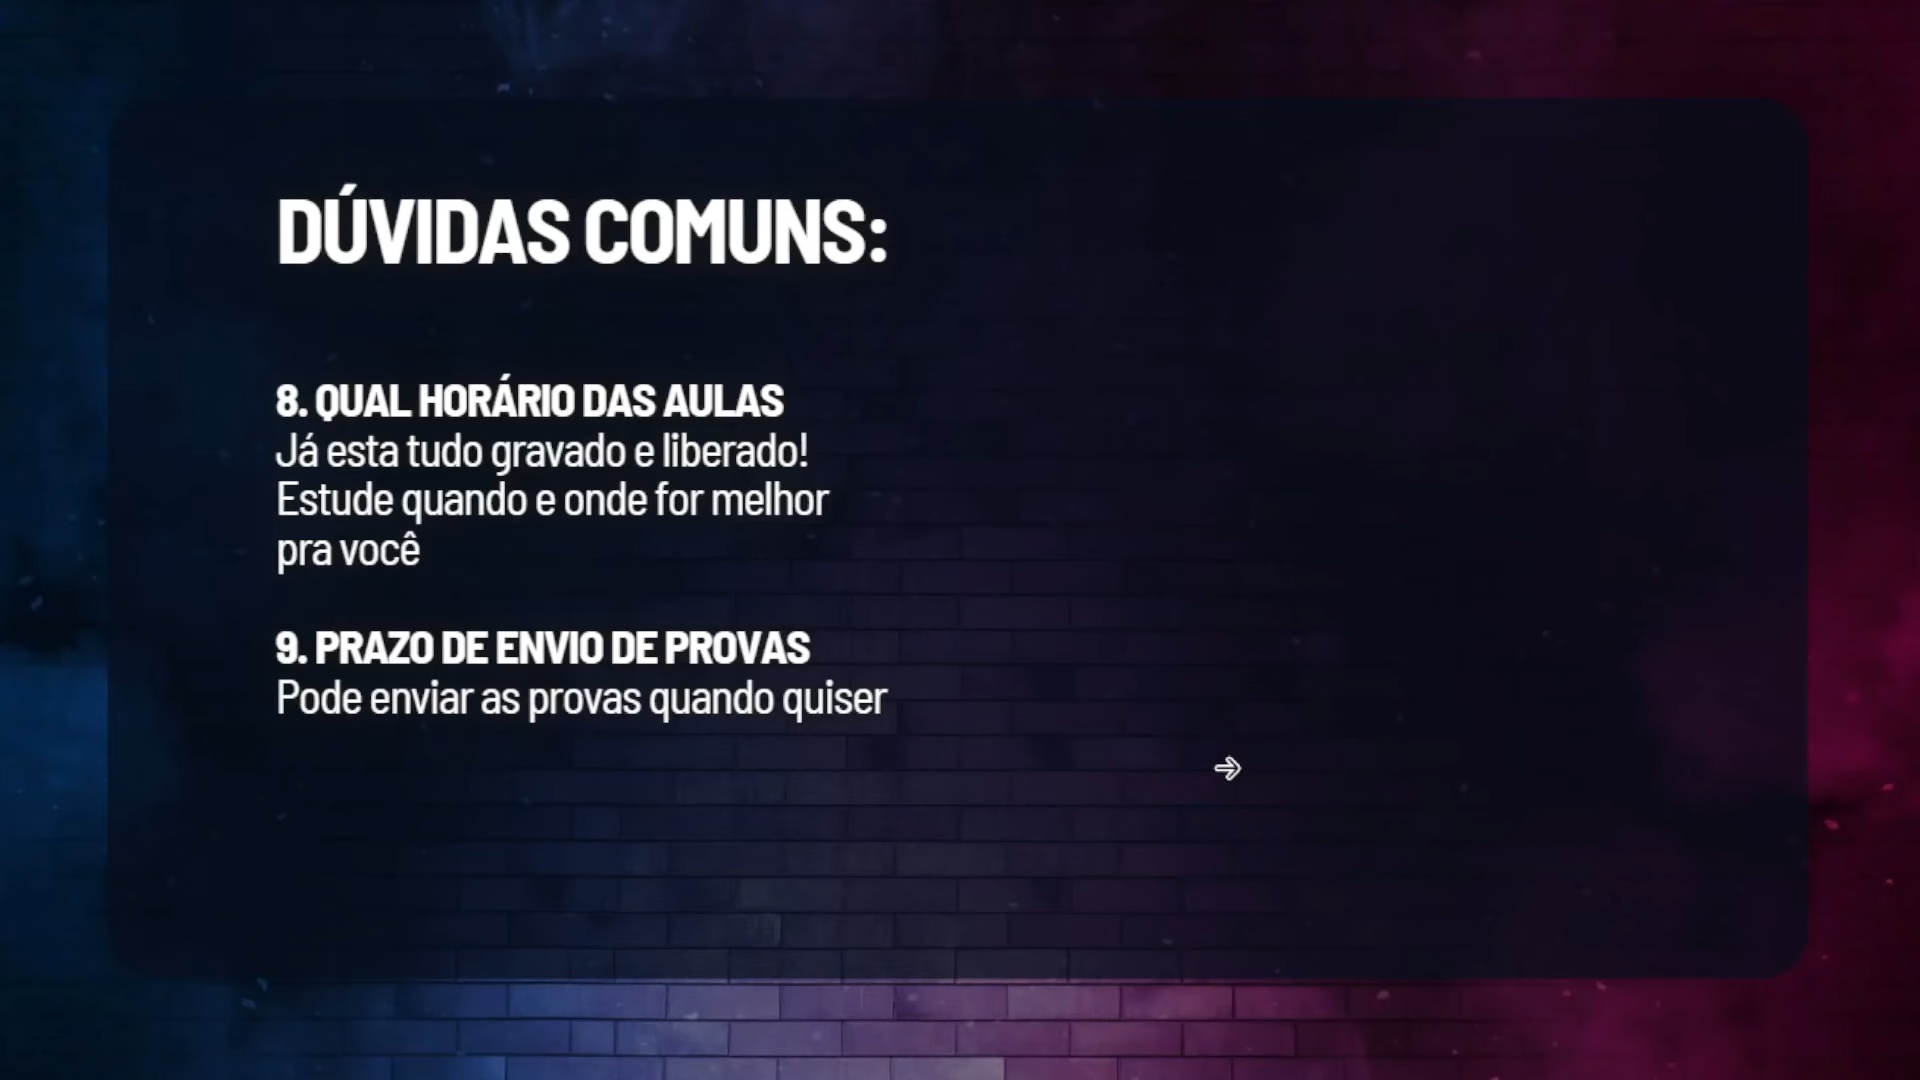 DÚVIDAS COMUNS:
8. QUAL HORÁRIO DAS AULAS
Já esta tudo gravado e liberado!
Estude quando e onde for melhor
pra você
9. PRAZO DE ENVIO DE PROVAS
Pode enviar as provas quando quiser